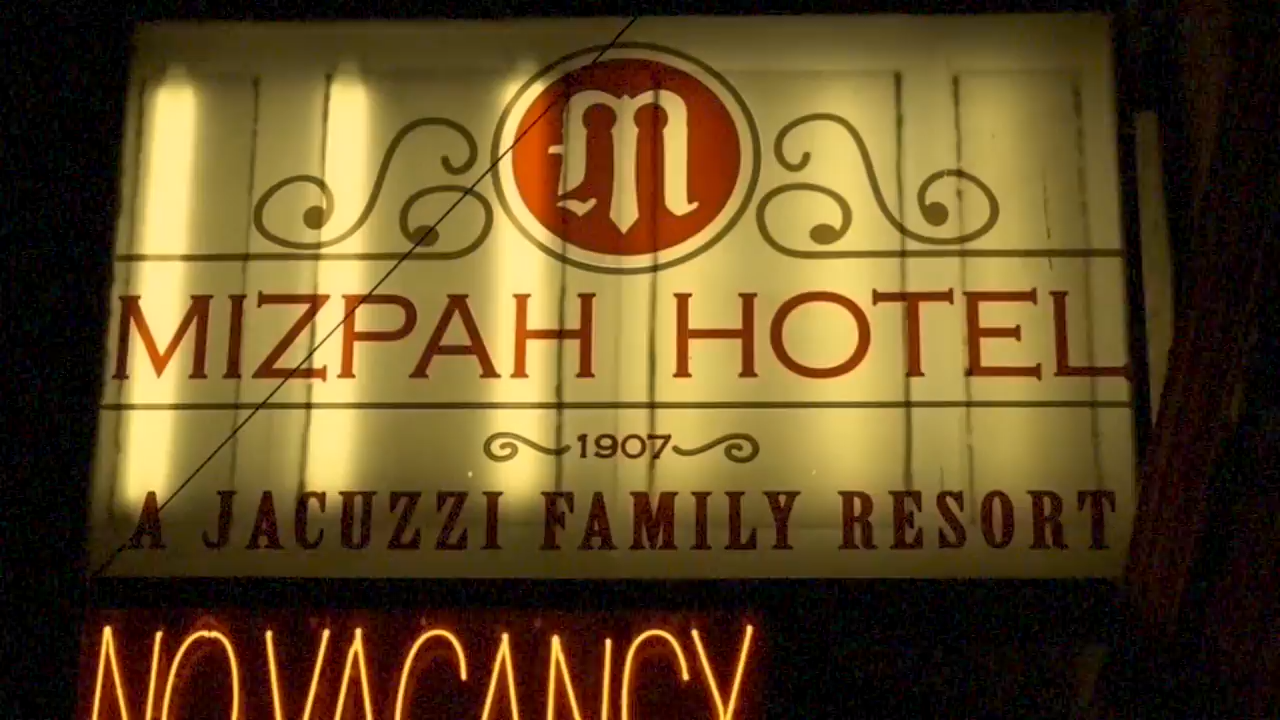 M
MIZPAH HOTEL
1907
A JACUZZI FAMILY RESORT
NO VACANCY